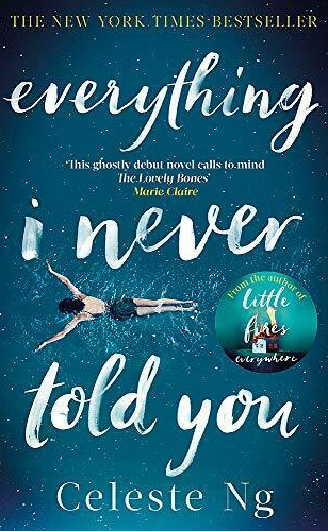 THE NEW YORK TIMES BESTSELLER
everything
'This ghostly debut novel calls to mind
The Lovely Bones'
Marie Claire
i never
From the author of
little
fires
everywhere
told you
Celeste Ng